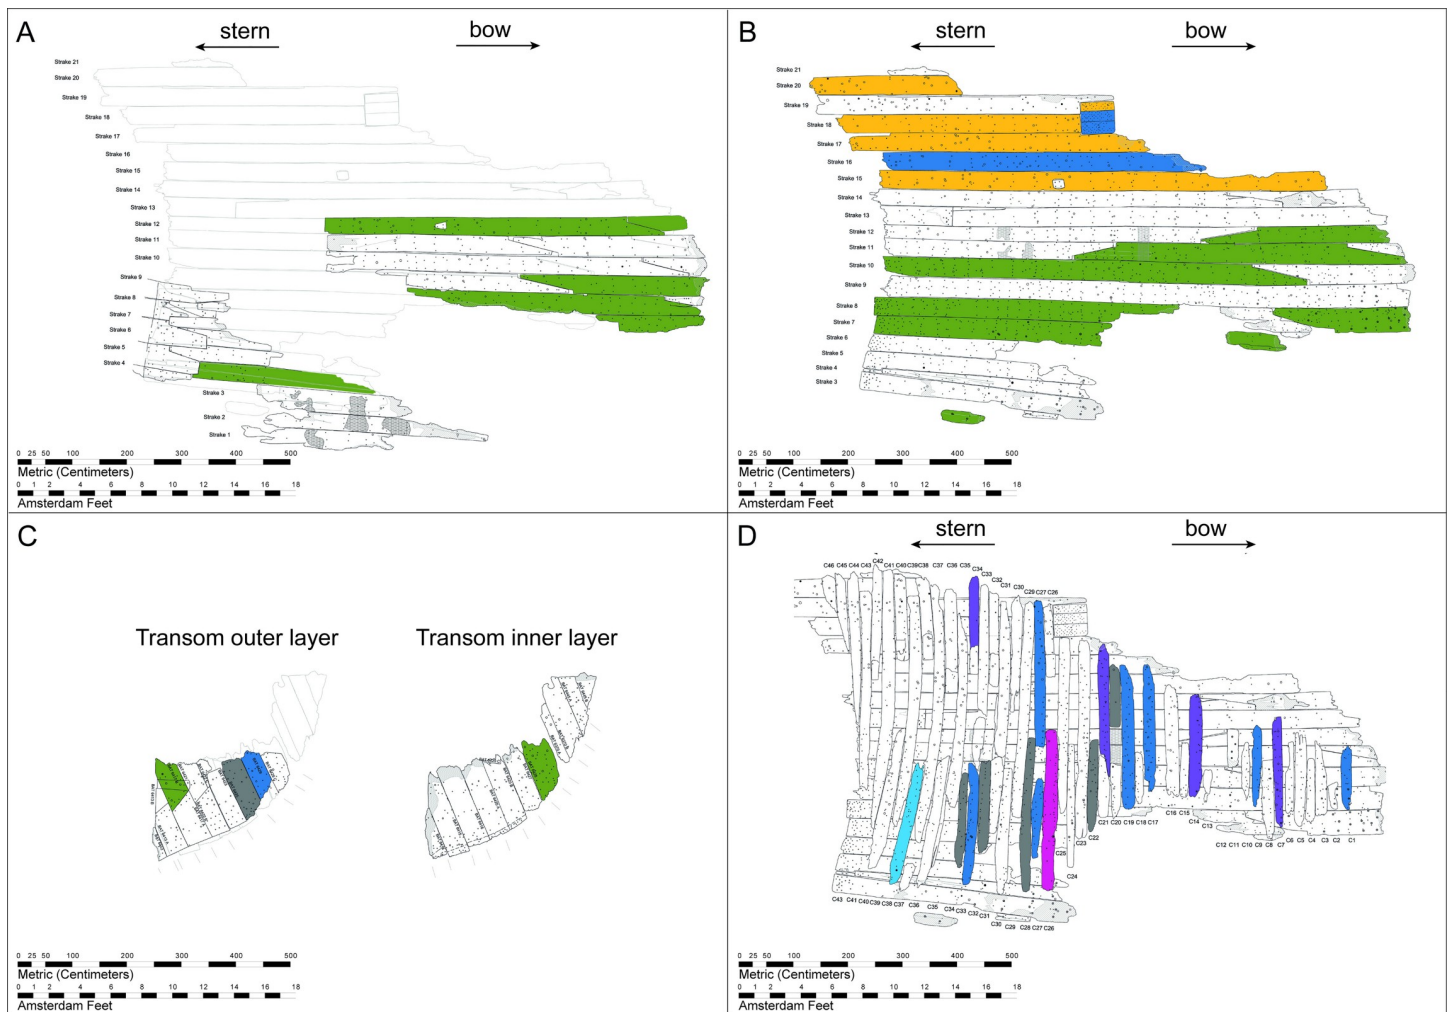 A
stern
bow
Strake 21
Strake 20
Strake 19
Strake 18
Strake 17
Strake 16
Strake 15
Strake 14
Strake 13
Strake 12
Strake 11
Strake 10
Strake 9
Strake 8
Strake 7
Strake 6
Strake 5
Strake 4
Strake 3
Strake 2
Strake 1
0 25 50 100 200 300 400 500
Metric (Centimeters)
0 1 2 4 6 8 10 12 14 16 18
Amsterdam Feet
B
stern
bow
Strake 21
Strake 20
Strake 19
Strake 18
Strake 17
Strake 16
Strake 15
Strake 14
Strake 13
Strake 12
Strake 11
Strake 10
Strake 9
Strake 8
Strake 7
Strake 6
Strake 5
Strake 4
Strake 3
0 25 50 100 200 300 400 500
Metric (Centimeters)
0 1 2 4 6 8 10 12 14 16 18
Amsterdam Feet
C
Transom outer layer
Transom inner layer
0 25 50 100 200 300 400 500
Metric (Centimeters)
0 1 2 4 6 8 10 12 14 16 18
Amsterdam Feet
D
stern
bow
C46 C45 C44 C43 C42 C41 C40 C39 C38 C37 C36 C35 C34 C33 C32 C31 C30 C29 C27 C26
C25 C24 C23 C22 C21 C20 C19 C18 C17 C16 C15 C14 C13 C12 C11 C10 C9 C8 C7 C6 C5 C4 C3 C2 C1
C43 C41 C40 C39 C38 C37 C36 C35 C34 C33 C32 C31 C30 C29 C28 C27 C26
0 25 50 100 200 300 400 500
Metric (Centimeters)
0 1 2 4 6 8 10 12 14 16 18
Amsterdam Feet